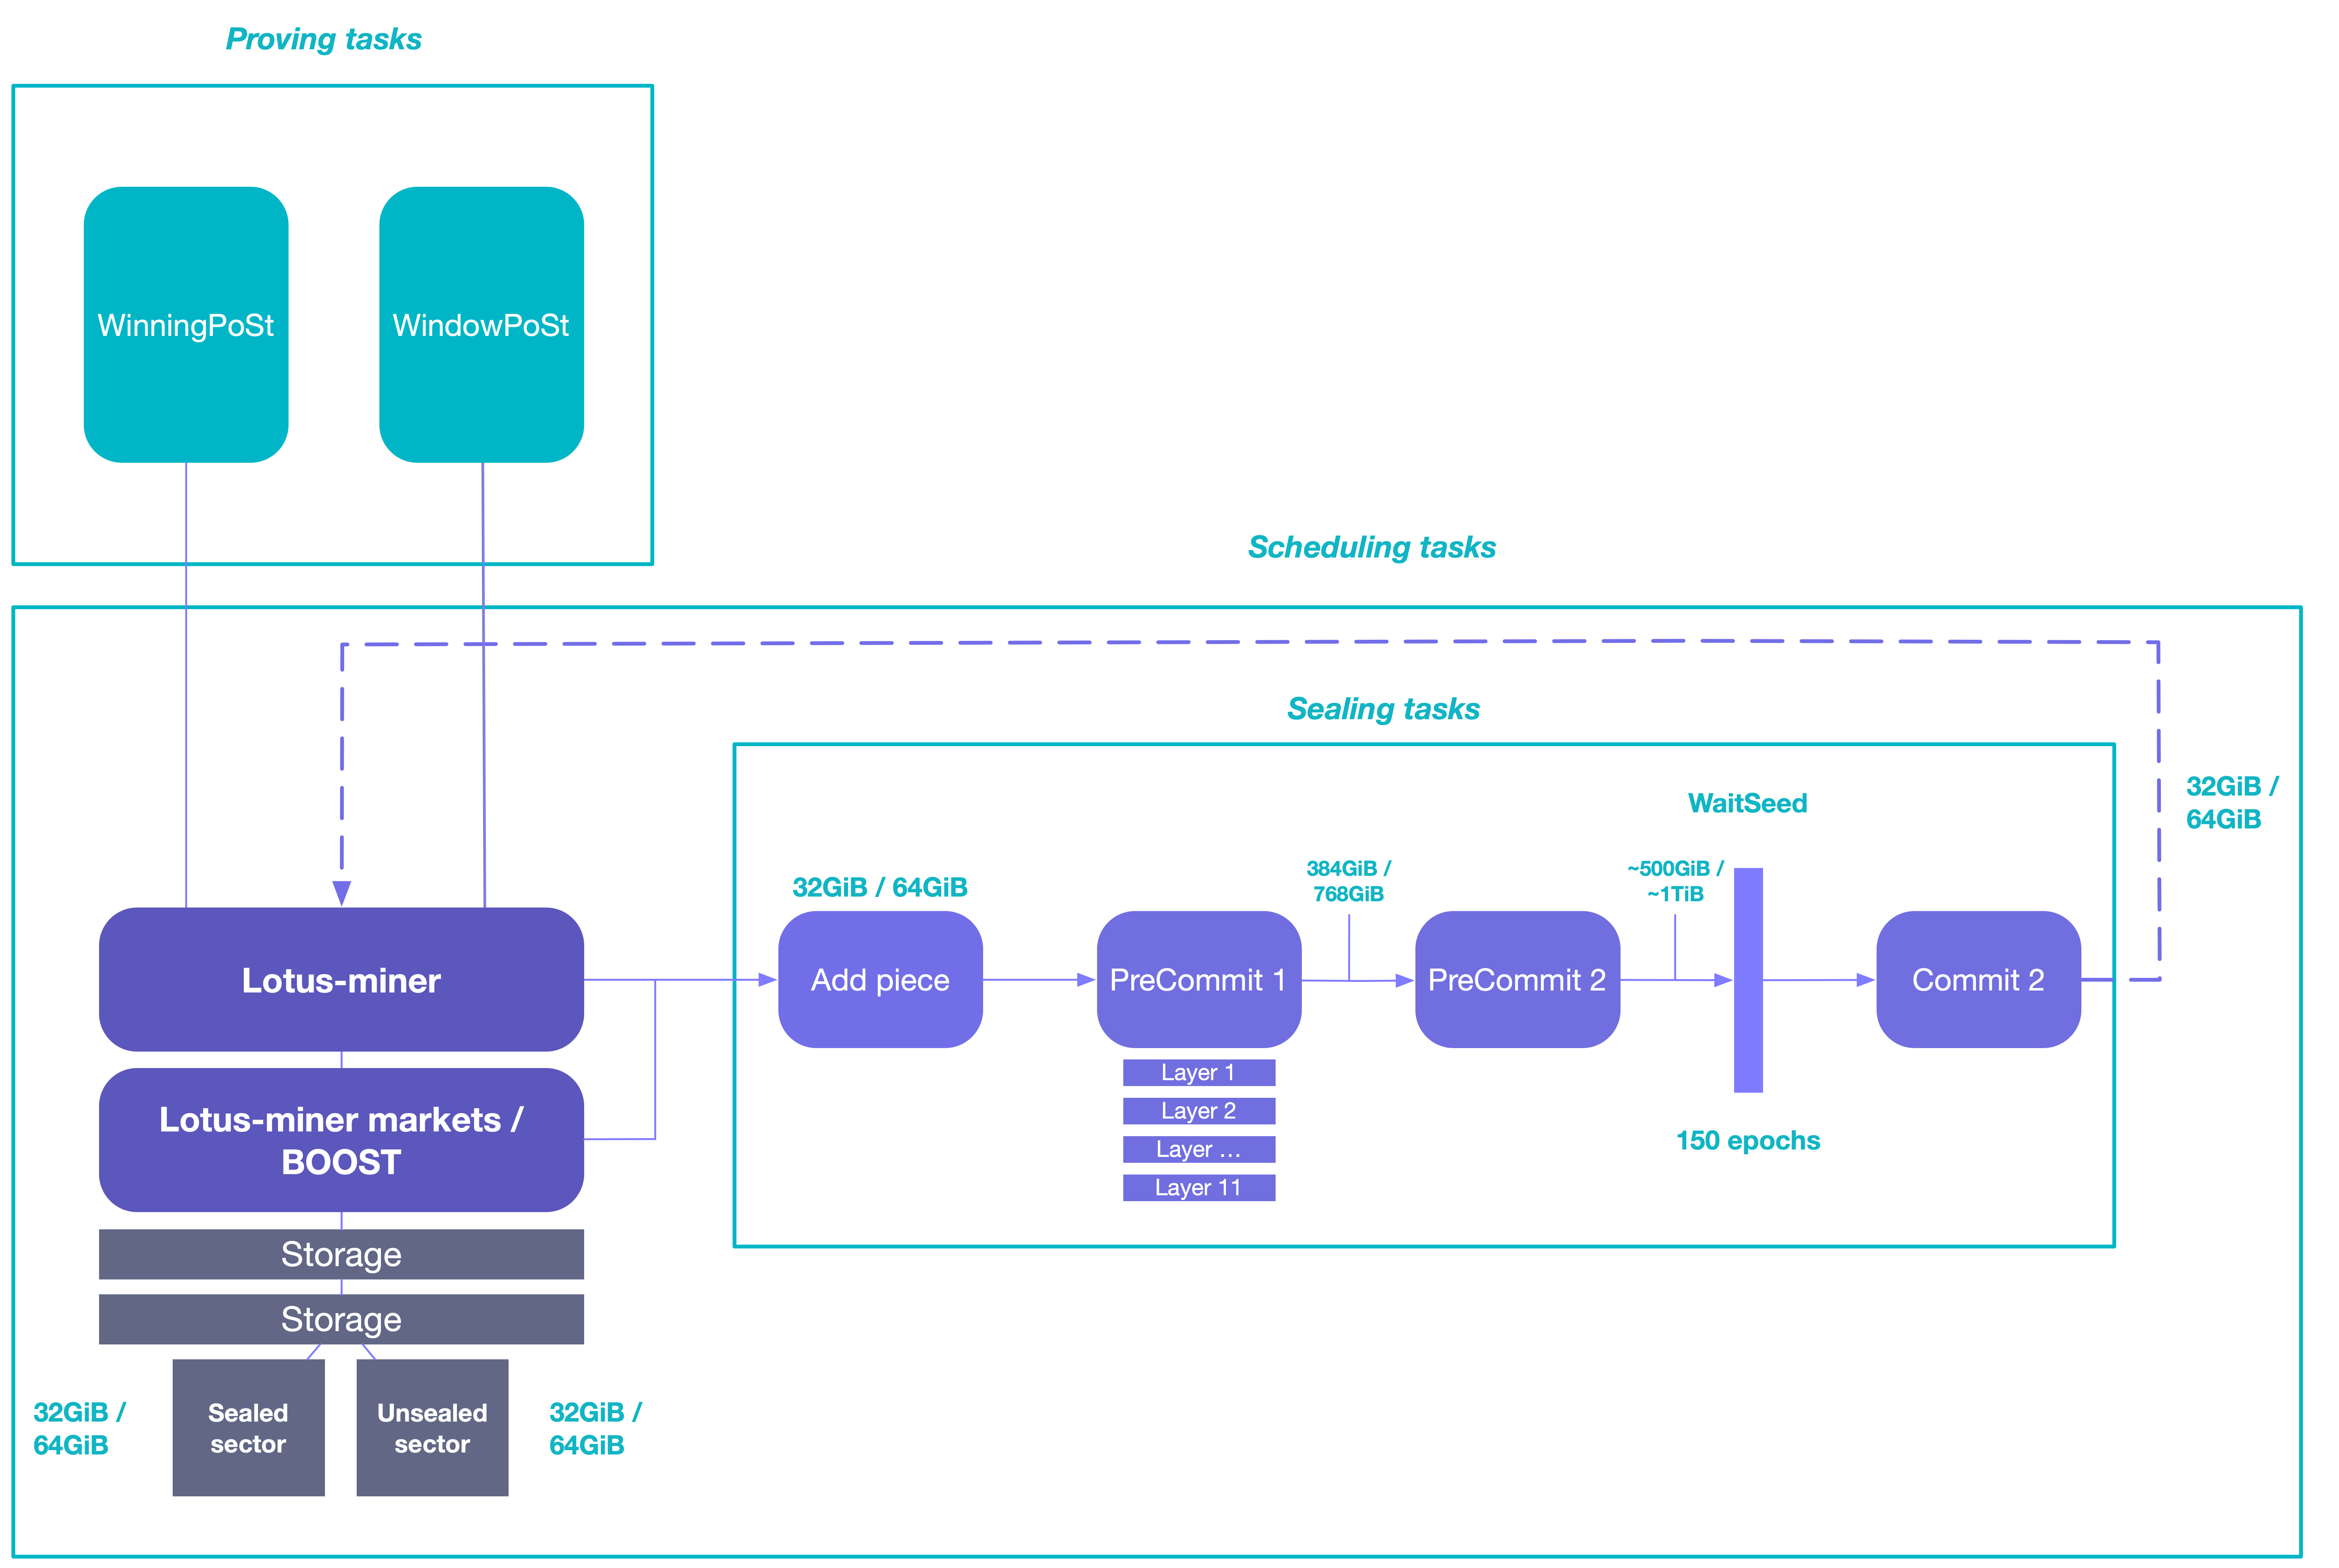 Proving tasks
WinningPoSt
WindowPoSt
Scheduling tasks
Sealing tasks
32GiB /
64GiB
WaitSeed
384GiB /
768GiB
~500GiB /
~1TiB
32GiB / 64GiB
Lotus-miner
Add piece
PreCommit 1
PreCommit 2
Commit 2
Layer 1
Layer 2
Layer ...
Layer 11
150 epochs
Lotus-miner markets /
BOOST
Storage
Storage
32GiB /
64GiB
Sealed
sector
Unsealed
sector
32GiB /
64GiB